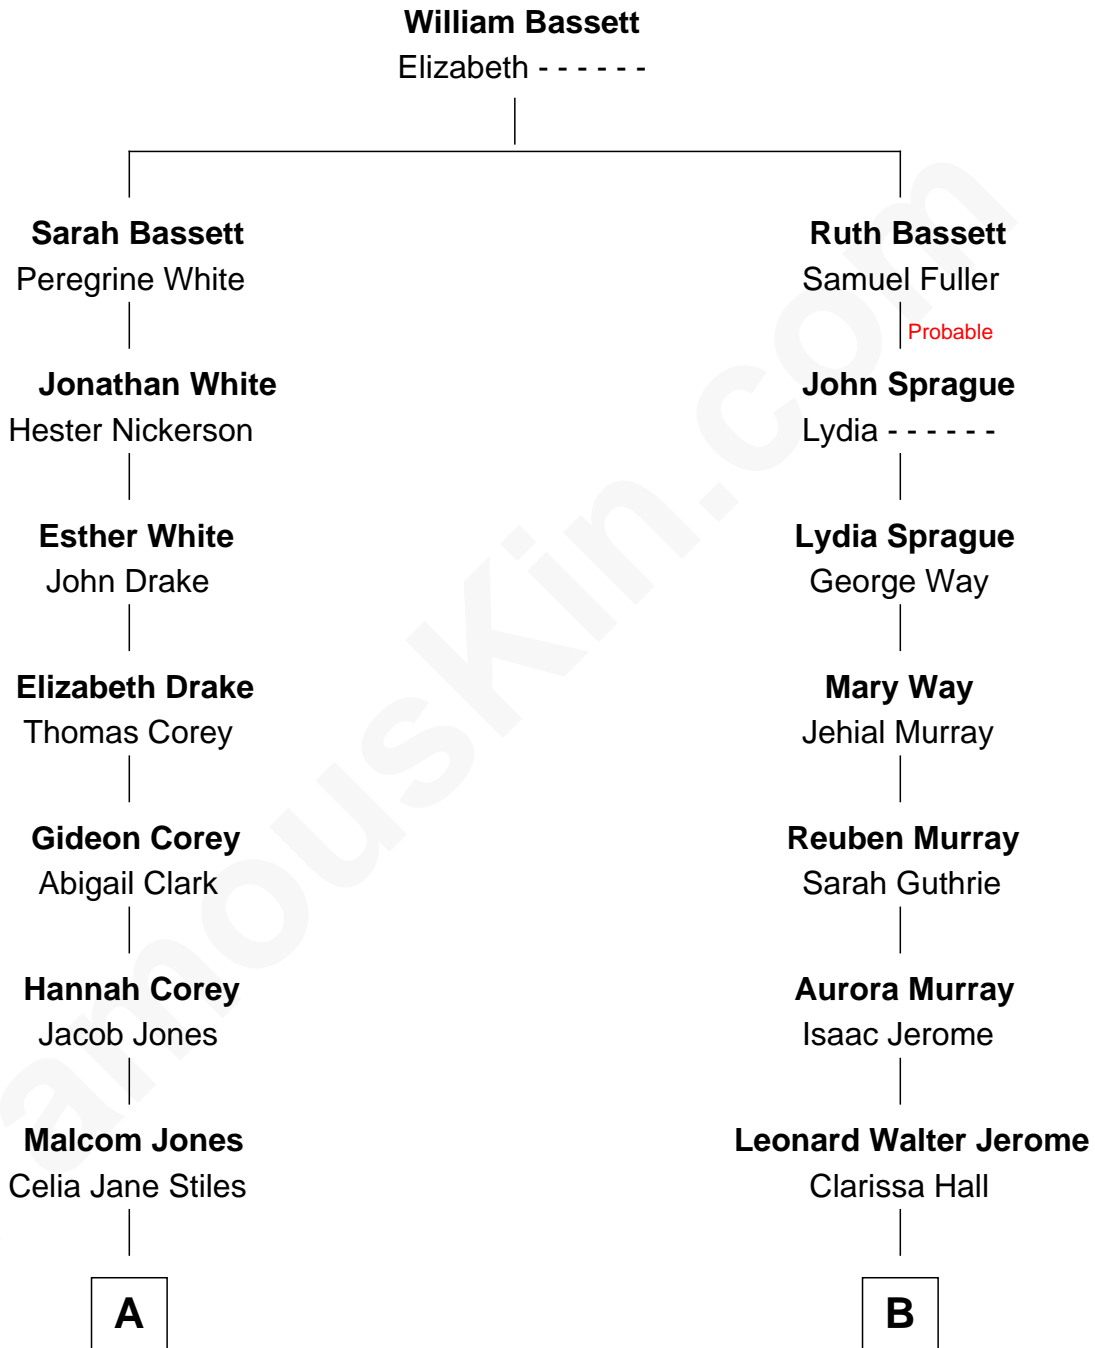 William Bassett
Elizabeth - - - - - -
Sarah Bassett
Peregrine White
Ruth Bassett
Samuel Fuller
Probable
Jonathan White
Hester Nickerson
John Sprague
Lydia - - - - - -
Esther White
John Drake
Lydia Sprague
George Way
Elizabeth Drake
Thomas Corey
Mary Way
Jehial Murray
Gideon Corey
Abigail Clark
Reuben Murray
Sarah Guthrie
Hannah Corey
Jacob Jones
Aurora Murray
Isaac Jerome
Malcom Jones
Celia Jane Stiles
Leonard Walter Jerome
Clarissa Hall
A
B
amousKin.com